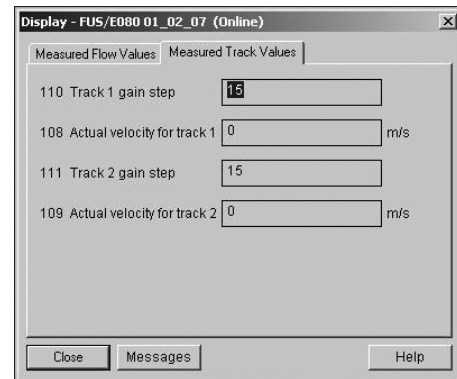 Display - FUS/E080 01_02_07 (Online)
Measured Flow Values Measured Track Values
110 Track 1 gain step 15
108 Actual velocity for track 1 0 m/s
111 Track 2 gain step 15
109 Actual velocity for track 2 0 m/s
Close Messages Help